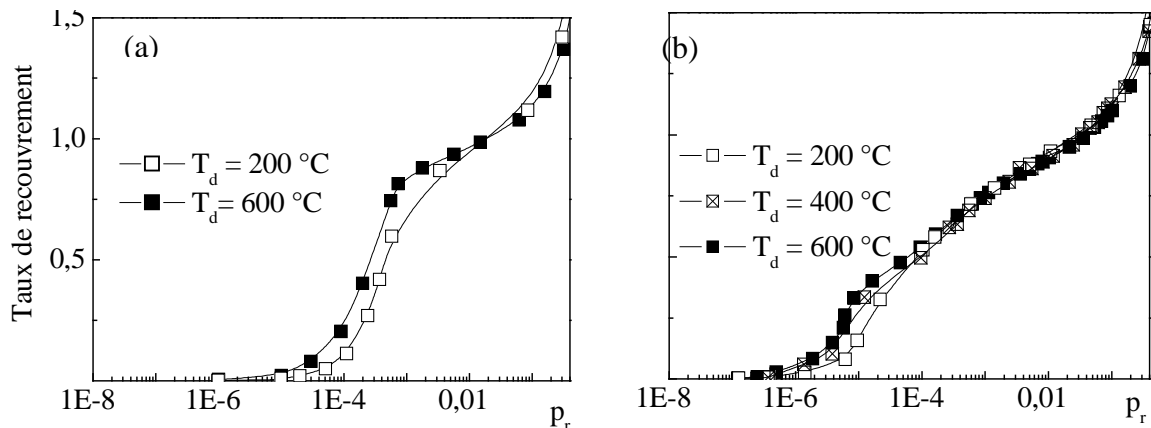 1,5
1,0
0,5
Taux de recouvrement
(a)
T_d = 200 °C
T_d= 600 °C
1E-8 1E-6 1E-4 0,01
p_r
(b)
T_d = 200 °C
T_d = 400 °C
T_d = 600 °C
1E-8 1E-6 1E-4 0,01
p_r